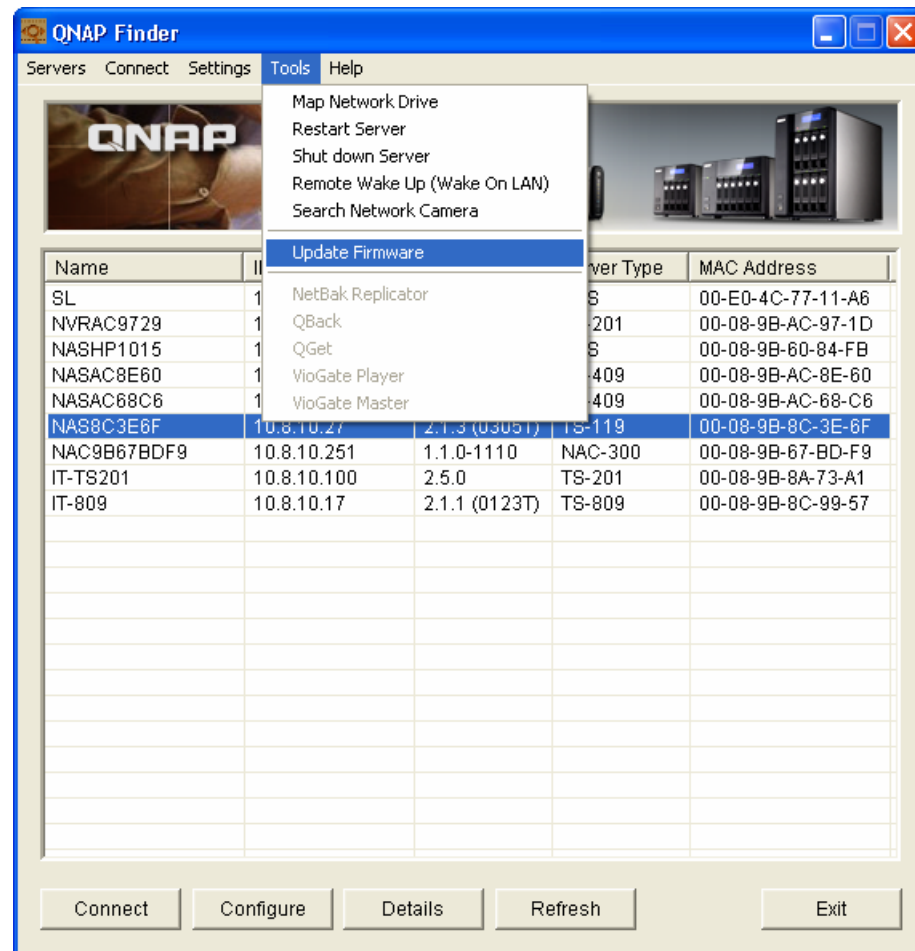 QNAP Finder
Servers Connect Settings Tools Help
QNAP
Map Network Drive
Restart Server
Shut down Server
Remote Wake Up (Wake On LAN)
Search Network Camera
Update Firmware
NetBak Replicator
QBack
QGet
VioGate Player
VioGate Master
Name MAC Address
SL 00-E0-4C-77-11-A6
NVRAC9729 00-08-9B-AC-97-1D
NASHP1015 00-08-9B-60-84-FB
NASAC8E60 00-08-9B-AC-8E-60
NASAC68C6 00-08-9B-AC-68-C6
NAS8C3E6F 10.8.10.27 2.1.3 (0305T) TS-119 00-08-9B-8C-3E-6F
NAC9B67BDF9 10.8.10.251 1.1.0-1110 NAC-300 00-08-9B-67-BD-F9
IT-TS201 10.8.10.100 2.5.0 TS-201 00-08-9B-8A-73-A1
IT-809 10.8.10.17 2.1.1 (0123T) TS-809 00-08-9B-8C-99-57
Connect Configure Details Refresh Exit